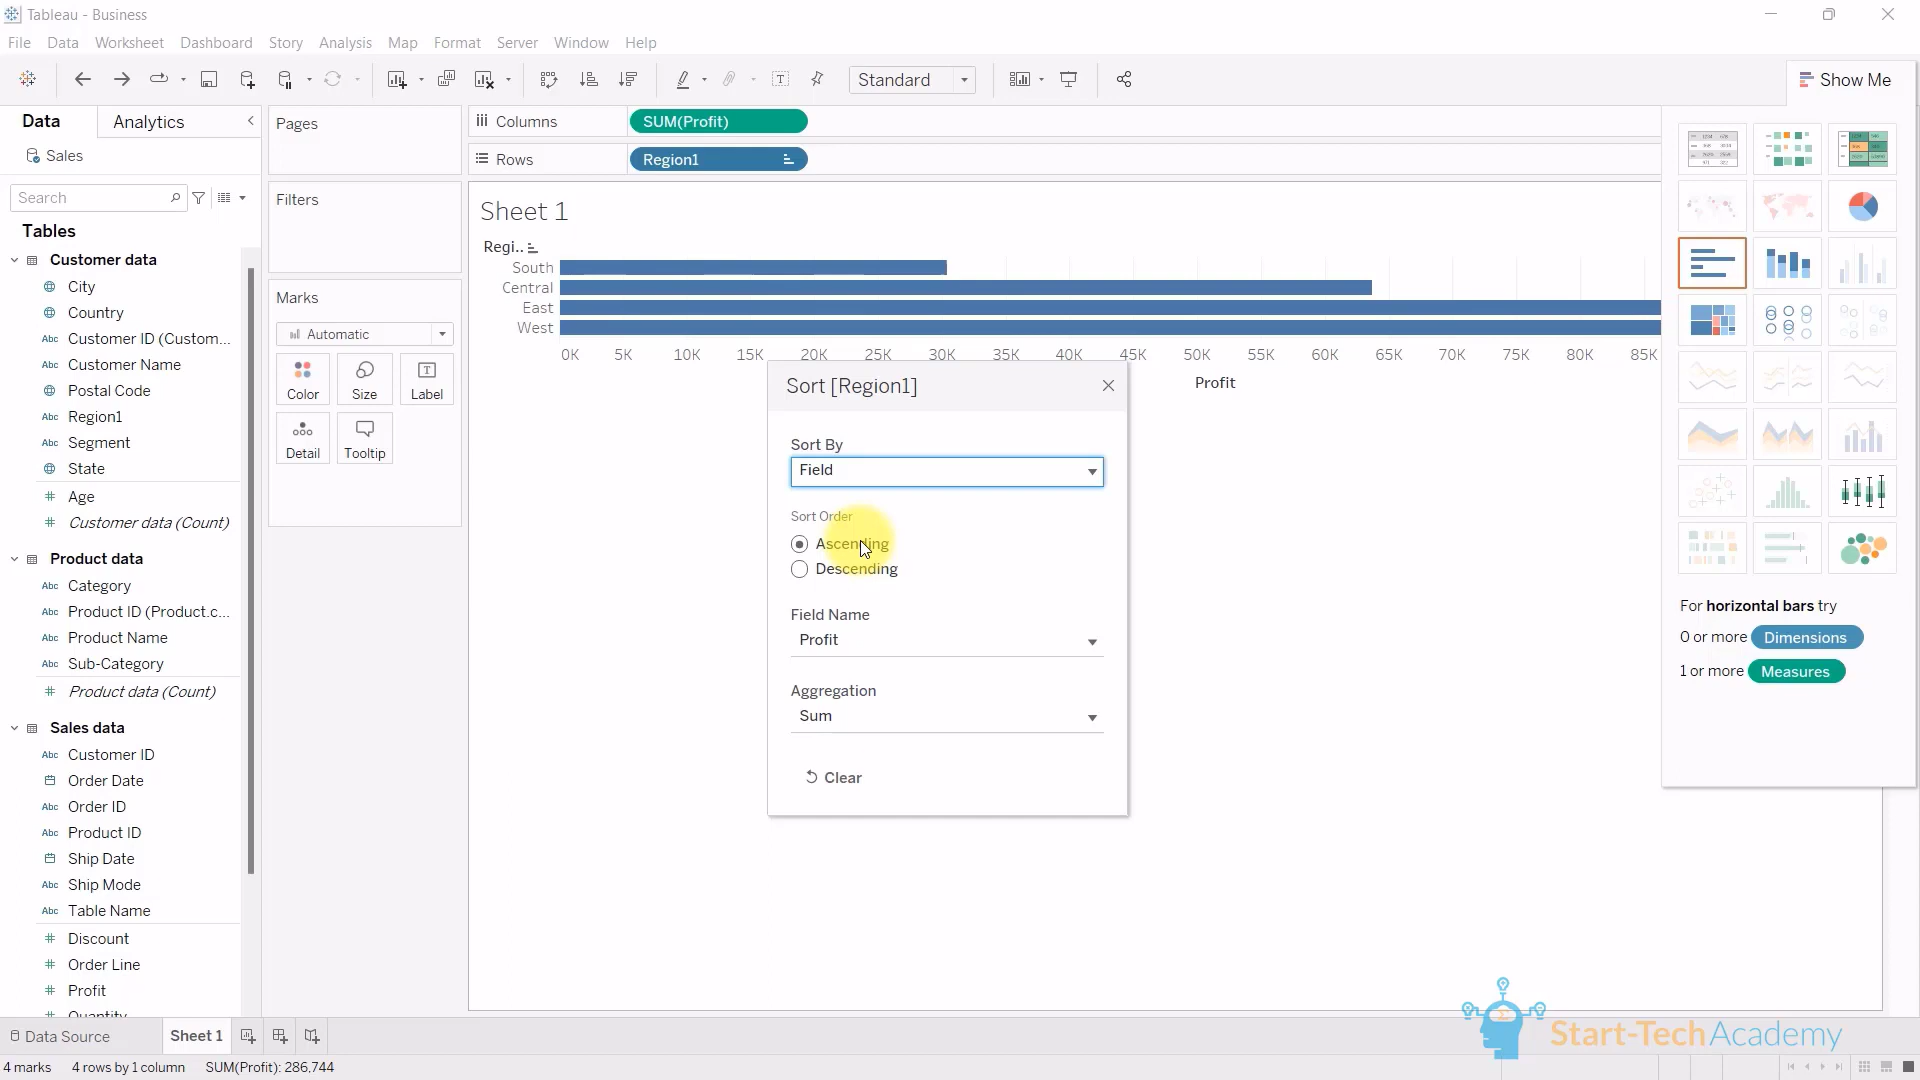 Tableau - Business
File Data Worksheet Dashboard Story Analysis Map Format Server Window Help
Standard
Show Me
Data Analytics
Sales
Search
Tables
Customer data
City
Country
Customer ID (Custom...
Customer Name
Postal Code
Region1
Segment
State
Age
Customer data (Count)
Product data
Category
Product ID (Product.c...
Product Name
Sub-Category
Product data (Count)
Sales data
Customer ID
Order Date
Order ID
Product ID
Ship Date
Ship Mode
Table Name
Discount
Order Line
Profit
Quantity
Pages
Filters
Marks
Automatic
Color Size Label
Detail Tooltip
Columns SUM(Profit)
Rows Region1
Sheet 1
Regi..
South
Central
East
West
0K 5K 10K 15K 20K 25K 30K 35K 40K 45K 50K 55K 60K 65K 70K 75K 80K 85K
Profit
Sort [Region1]
Sort By
Field
Sort Order
Ascending
Descending
Field Name
Profit
Aggregation
Sum
Clear
For horizontal bars try
0 or more Dimensions
1 or more Measures
Start-Tech Academy
Data Source Sheet 1
4 marks 4 rows by 1 column SUM(Profit): 286,744